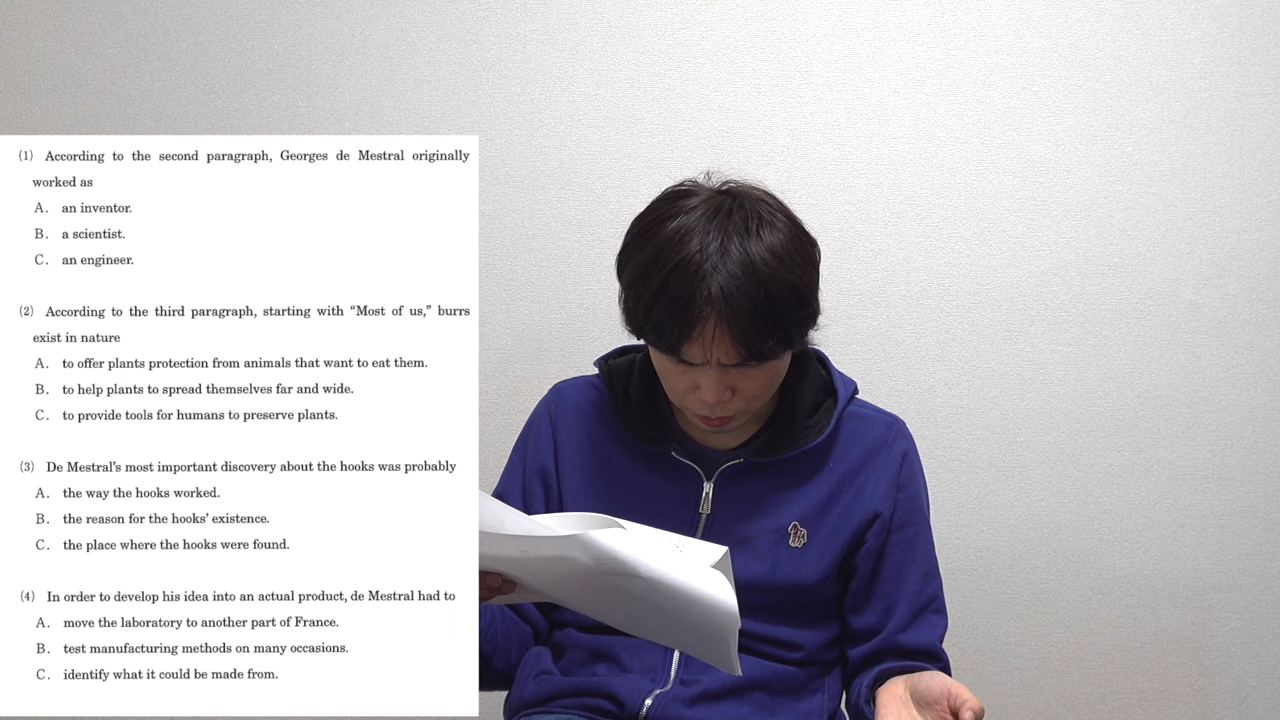 (1) According to the second paragraph, Georges de Mestral originally
worked as
A. an inventor.
B. a scientist.
C. an engineer.
(2) According to the third paragraph, starting with “Most of us,” burrs
exist in nature
A. to offer plants protection from animals that want to eat them.
B. to help plants to spread themselves far and wide.
C. to provide tools for humans to preserve plants.
(3) De Mestral’s most important discovery about the hooks was probably
A. the way the hooks worked.
B. the reason for the hooks’ existence.
C. the place where the hooks were found.
(4) In order to develop his idea into an actual product, de Mestral had to
A. move the laboratory to another part of France.
B. test manufacturing methods on many occasions.
C. identify what it could be made from.